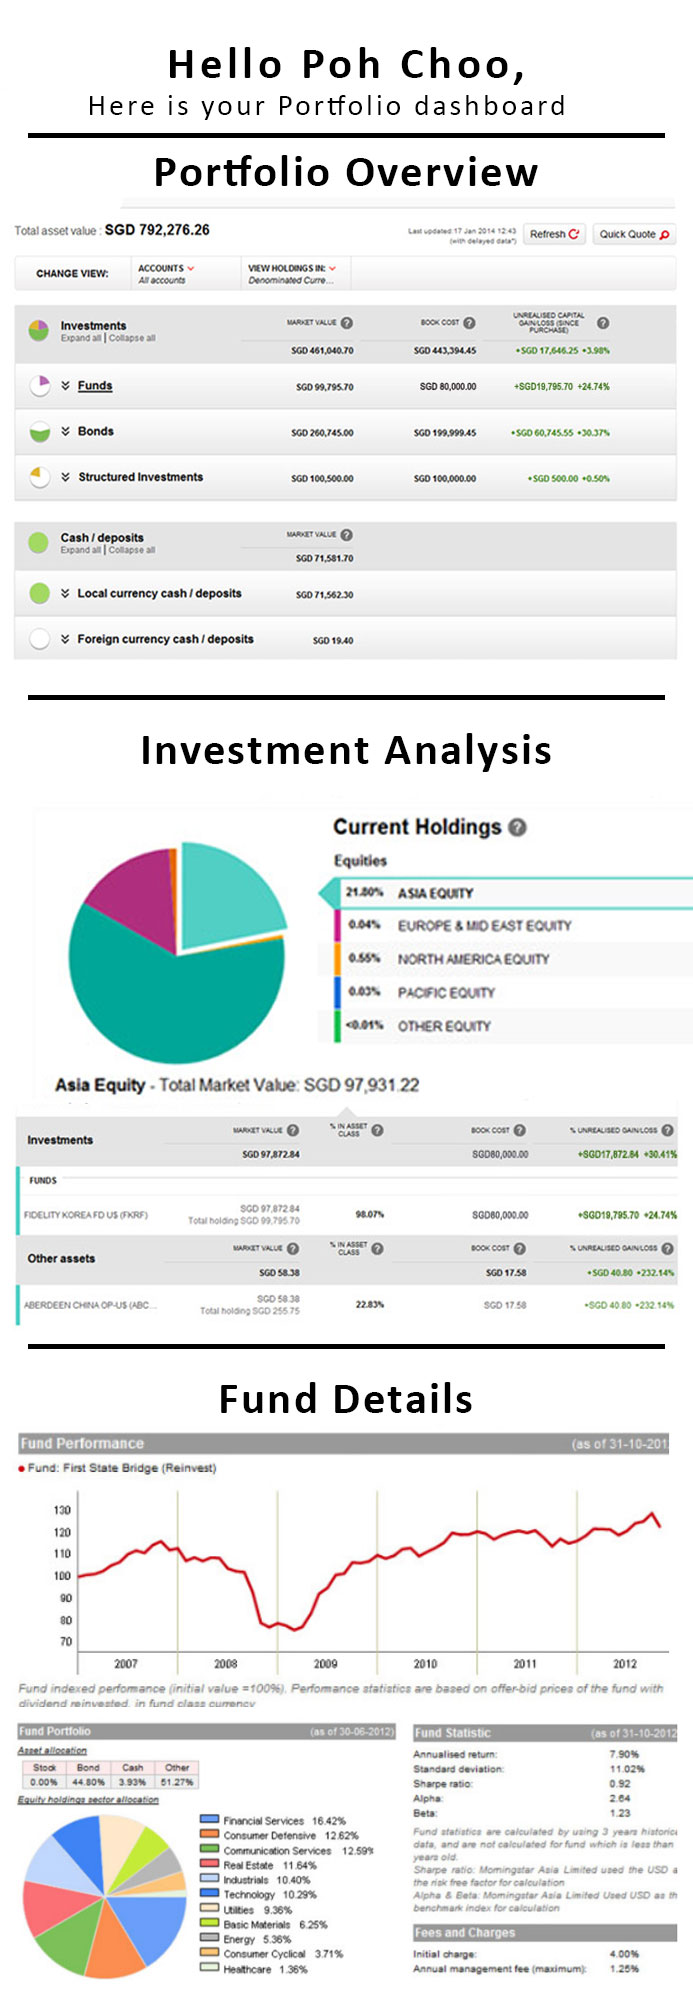 Hello Poh Choo,
Here is your Portfolio dashboard
Portfolio Overview
Total asset value : SGD 792,276.26
Last updated:17 Jan 2014 12:43
(with delayed data*)
Refresh
Quick Quote
CHANGE VIEW:
ACCOUNTS
All accounts
VIEW HOLDINGS IN:
Denominated Curre...
Investments
Expand all | Collapse all
MARKET VALUE ?
BOOK COST ?
UNREALISED CAPITAL
GAIN/LOSS (SINCE
PURCHASE)
?
SGD 461,040.70 SGD 443,394.45 +SGD 17,646.25 +3.98%
Funds SGD 99,795.70 SGD 80,000.00 +SGD19,795.70 +24.74%
Bonds SGD 260,745.00 SGD 199,999.45 +SGD 60,745.55 +30.37%
Structured Investments SGD 100,500.00 SGD 100,000.00 +SGD 500.00 +0.50%
Cash / deposits
Expand all | Collapse all
MARKET VALUE ?
SGD 71,581.70
Local currency cash / deposits SGD 71,562.30
Foreign currency cash / deposits SGD 19.40
Investment Analysis
Current Holdings ?
Equities
21.80% ASIA EQUITY
0.04% EUROPE & MID EAST EQUITY
0.55% NORTH AMERICA EQUITY
0.03% PACIFIC EQUITY
<0.01% OTHER EQUITY
Asia Equity - Total Market Value: SGD 97,931.22
Investments
MARKET VALUE ?
% IN ASSET
CLASS
?
BOOK COST ?
% UNREALISED GAIN/LOSS ?
SGD 97,872.84 SGD80,000.00 +SGD17,872.84 +30.41%
FUNDS
FIDELITY KOREA FD U$ (FKRF)
SGD 97,872.84
Total holding SGD 99,795.70
98.07% SGD80,000.00 +SGD19,795.70 +24.74%
Other assets
MARKET VALUE ?
% IN ASSET
CLASS
?
BOOK COST ?
% UNREALISED GAIN/LOSS ?
SGD 58.38 SGD 17.58 +SGD 40.80 +232.14%
ABERDEEN CHINA OP-U$ (ABC...
SGD 58.38
Total holding SGD 255.75
22.83% SGD 17.58 +SGD 40.80 +232.14%
Fund Details
Fund Performance (as of 31-10-201
Fund: First State Bridge (Reinvest)
130
120
110
100
90
80
70
2007 2008 2009 2010 2011 2012
Fund indexed performance (initial value =100%). Performance statistics are based on offer-bid prices of the fund with
dividend reinvested, in fund class currency
Fund Portfolio (as of 30-06-2012)
Asset allocation
Stock Bond Cash Other
0.00% 44.80% 3.93% 51.27%
Equity holdings sector allocation
Financial Services 16.42%
Consumer Defensive 12.62%
Communication Services 12.59%
Real Estate 11.64%
Industrials 10.40%
Technology 10.29%
Utilities 9.36%
Basic Materials 6.25%
Energy 5.36%
Consumer Cyclical 3.71%
Healthcare 1.36%
Fund Statistic (as of 31-10-2012
Annualised return: 7.90%
Standard deviation: 11.02%
Sharpe ratio: 0.92
Alpha: 2.64
Beta: 1.23
Fund statistics are calculated by using 3 years historic
data, and are not calculated for fund which is less than
years old.
Sharpe ratio: Morningstar Asia Limited used the USD a
the risk free factor for calculation
Alpha & Beta: Morningstar Asia Limited Used USD as th
benchmark index for calculation
Fees and Charges
Initial charge: 4.00%
Annual management fee (maximum): 1.25%